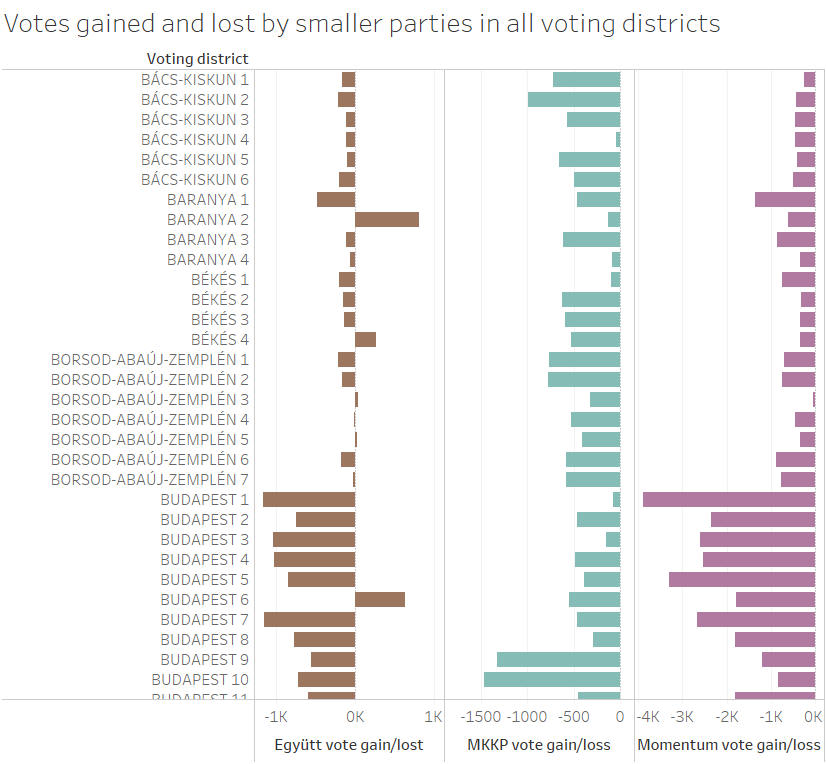 Votes gained and lost by smaller parties in all voting districts
Voting district
BÁCS-KISKUN 1
BÁCS-KISKUN 2
BÁCS-KISKUN 3
BÁCS-KISKUN 4
BÁCS-KISKUN 5
BÁCS-KISKUN 6
BARANYA 1
BARANYA 2
BARANYA 3
BARANYA 4
BÉKÉS 1
BÉKÉS 2
BÉKÉS 3
BÉKÉS 4
BORSOD-ABAÚJ-ZEMPLÉN 1
BORSOD-ABAÚJ-ZEMPLÉN 2
BORSOD-ABAÚJ-ZEMPLÉN 3
BORSOD-ABAÚJ-ZEMPLÉN 4
BORSOD-ABAÚJ-ZEMPLÉN 5
BORSOD-ABAÚJ-ZEMPLÉN 6
BORSOD-ABAÚJ-ZEMPLÉN 7
BUDAPEST 1
BUDAPEST 2
BUDAPEST 3
BUDAPEST 4
BUDAPEST 5
BUDAPEST 6
BUDAPEST 7
BUDAPEST 8
BUDAPEST 9
BUDAPEST 10
BUDAPEST 11
-1K 0K 1K -1500 -1000 -500 0 -4K -3K -2K -1K 0K
Együtt vote gain/lost MKKP vote gain/loss Momentum vote gain/loss